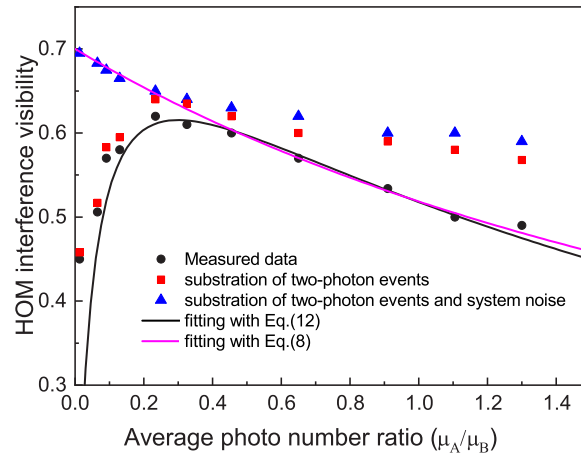 HOM interference visibility
0.7
0.6
0.5
0.4
0.3
Measured data
substration of two-photon events
substration of two-photon events and system noise
fitting with Eq.(12)
fitting with Eq.(8)
0.0 0.2 0.4 0.6 0.8 1.0 1.2 1.4
Average photo number ratio (μA/μB)